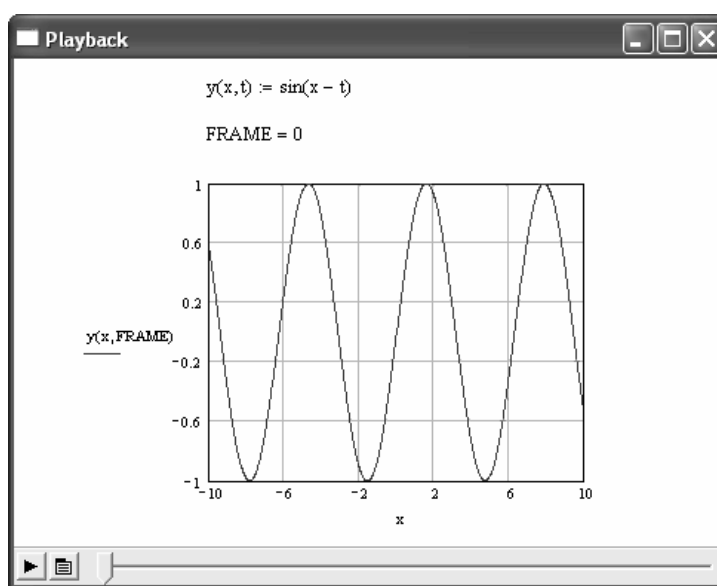 Playback
y(x,t) := sin(x − t)
FRAME = 0
1
0.6
0.2
y(x,FRAME)
−0.2
−0.6
−1
−10 −6 −2 2 6 10
x